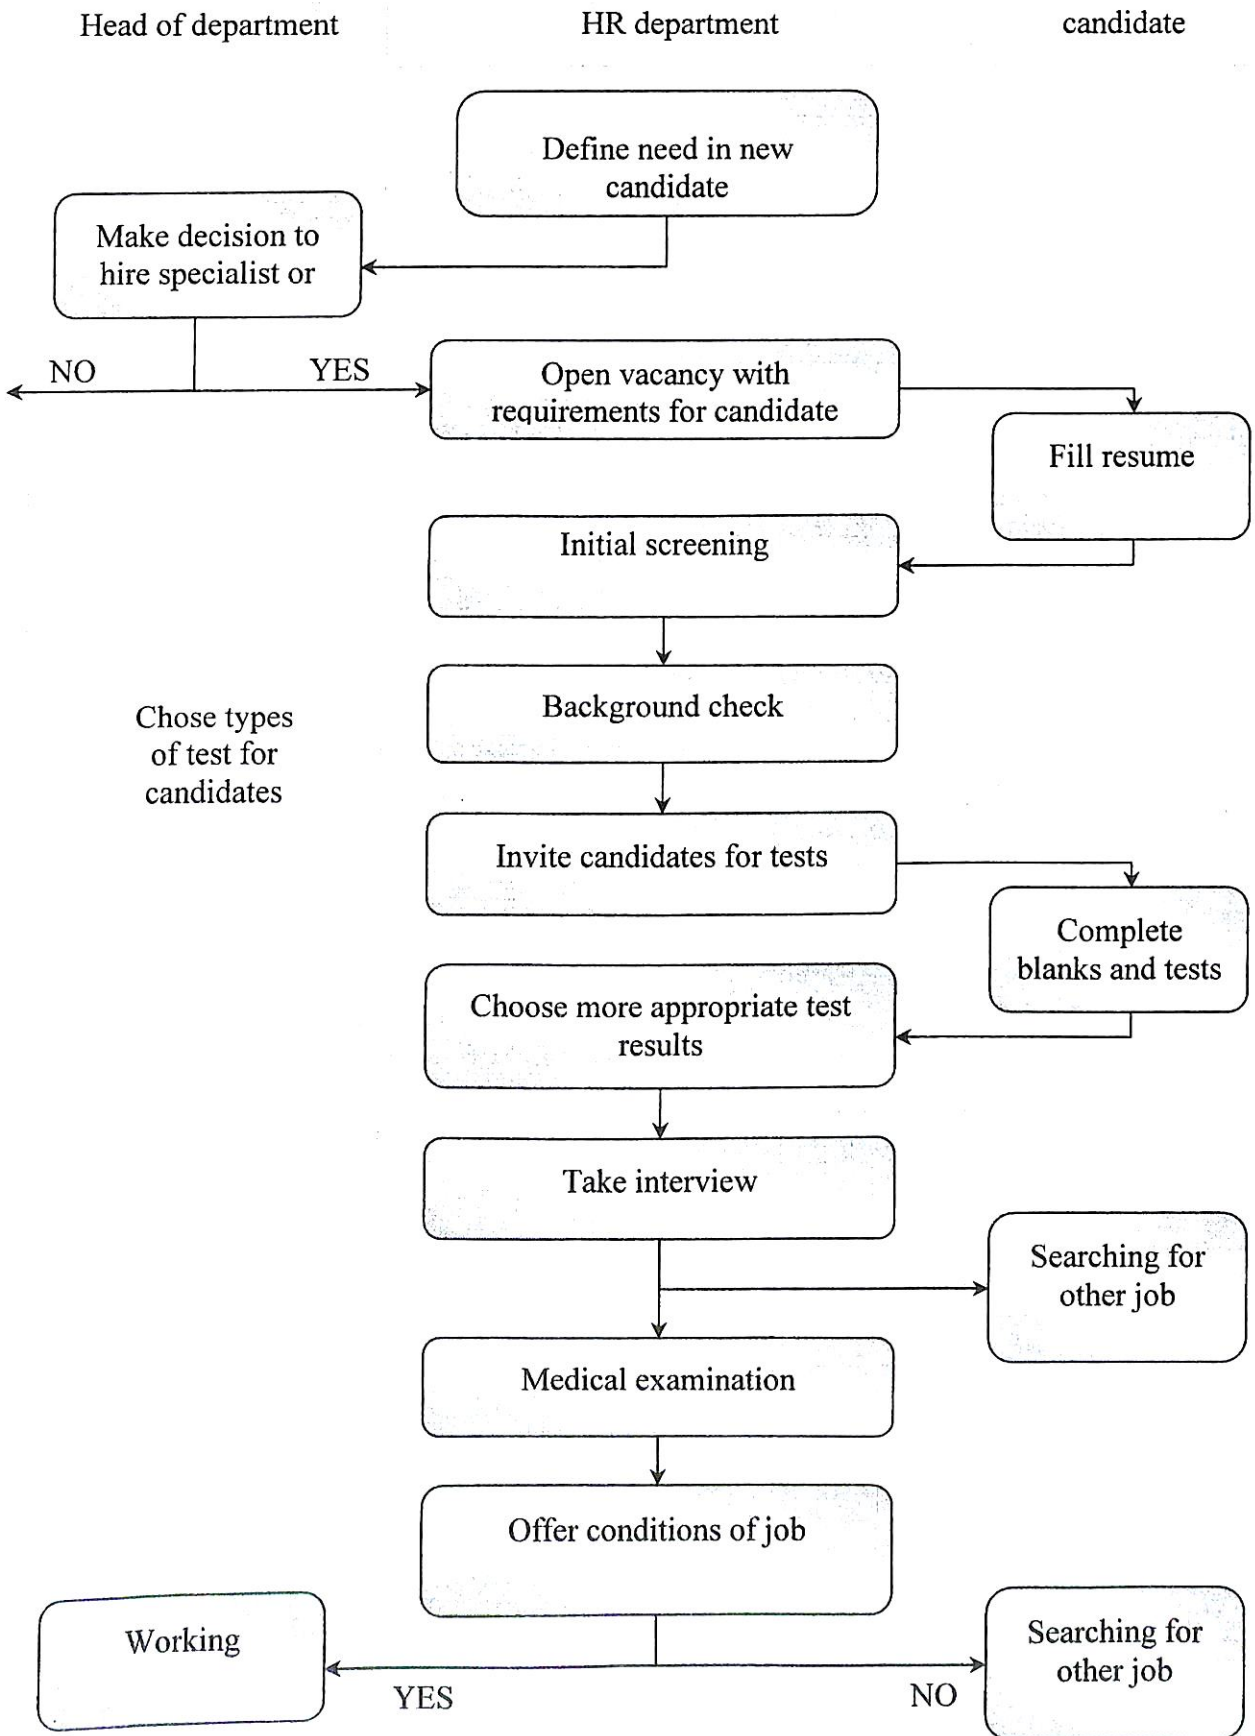 Head of department
HR department
candidate
Define need in new
candidate
Make decision to
hire specialist or
NO
YES
Open vacancy with
requirements for candidate
Fill resume
Initial screening
Background check
Chose types
of test for
candidates
Invite candidates for tests
Complete
blanks and tests
Choose more appropriate test
results
Take interview
Searching for
other job
Medical examination
Offer conditions of job
Working
Searching for
other job
YES
NO